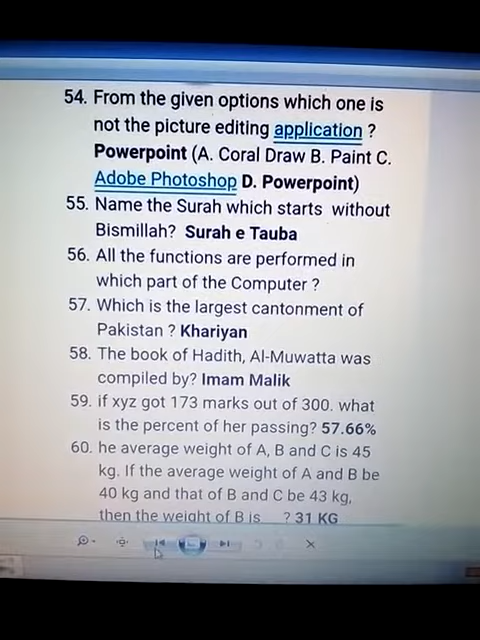 54. From the given options which one is
not the picture editing application ?
Powerpoint (A. Coral Draw B. Paint C.
Adobe Photoshop D. Powerpoint)
55. Name the Surah which starts without
Bismillah? Surah e Tauba
56. All the functions are performed in
which part of the Computer ?
57. Which is the largest cantonment of
Pakistan ? Khariyan
58. The book of Hadith, Al-Muwatta was
compiled by? Imam Malik
59. if xyz got 173 marks out of 300. what
is the percent of her passing? 57.66%
60. he average weight of A, B and C is 45
kg. If the average weight of A and B be
40 kg and that of B and C be 43 kg,
then the weight of B is ? 31 KG